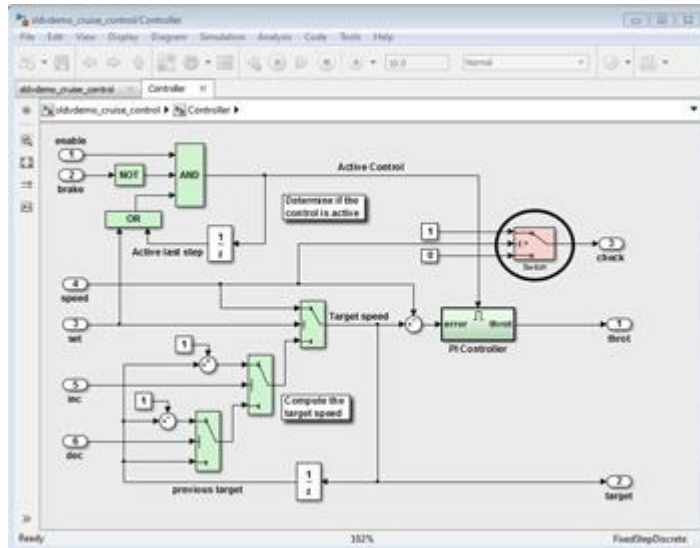 sldvdemo_cruise_control/Controller
File Edit View Display Diagram Simulation Analysis Code Tools Help
10.0
Normal
sldvdemo_cruise_control
Controller
sldvdemo_cruise_control
Controller
enable
1
2
brake
NOT
AND
OR
Active last step
1
z
Active Control
Determine if the
control is active
1
0
Switch
3
check
4
speed
3
set
Target speed
error
throt
PI Controller
1
throt
1
5
inc
1
Compute the
target speed
6
dec
previous target
1
z
2
target
Ready
102%
FixedStepDiscrete